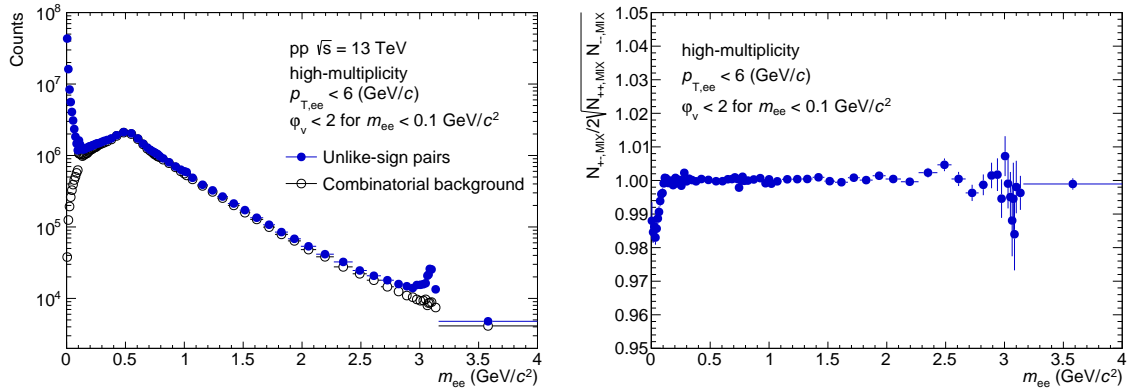 Counts
10^8
10^7
10^6
10^5
10^4
pp √s = 13 TeV
high-multiplicity
p_T,ee < 6 (GeV/c)
φ_v < 2 for m_ee < 0.1 GeV/c²
Unlike-sign pairs
Combinatorial background
0 0.5 1 1.5 2 2.5 3 3.5 4
m_ee (GeV/c²)
N_+-,MIX/2√N_++,MIX N_--,MIX
1.05
1.04
1.03
1.02
1.01
1.00
0.99
0.98
0.97
0.96
0.95
high-multiplicity
p_T,ee < 6 (GeV/c)
φ_v < 2 for m_ee < 0.1 GeV/c²
0 0.5 1 1.5 2 2.5 3 3.5 4
m_ee (GeV/c²)